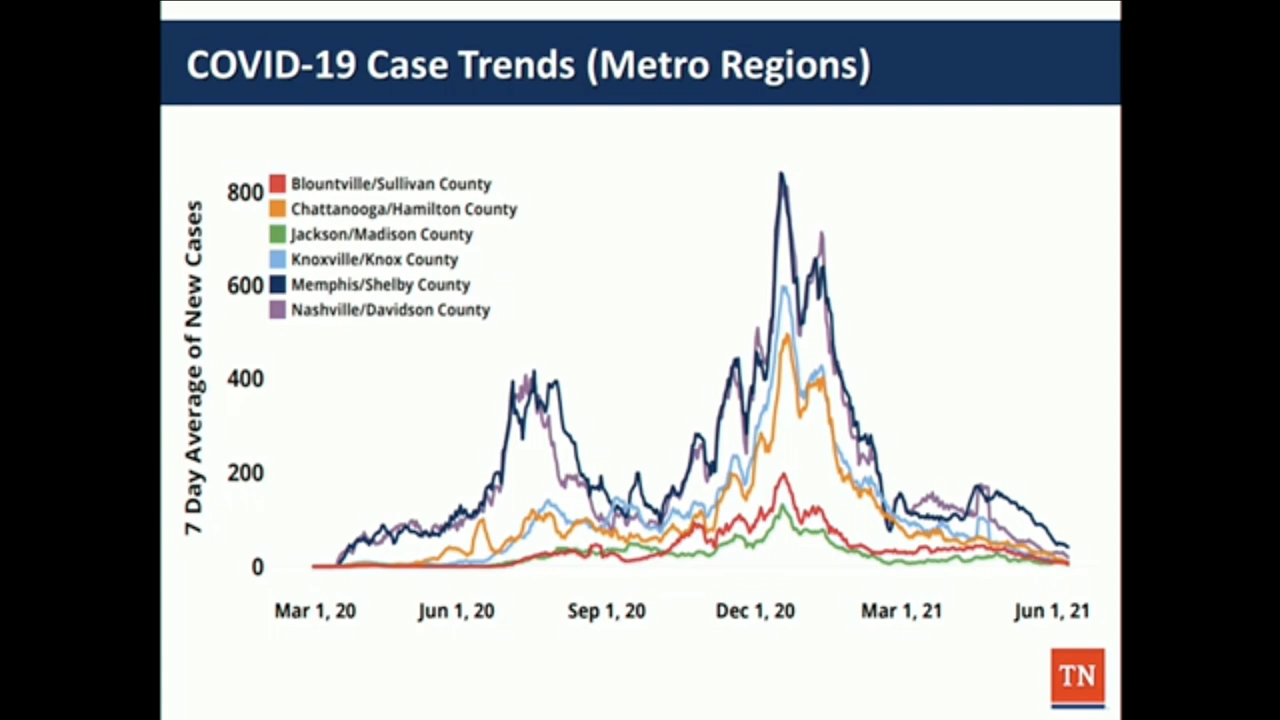 COVID-19 Case Trends (Metro Regions)
7 Day Average of New Cases
800
600
400
200
0
Blountville/Sullivan County
Chattanooga/Hamilton County
Jackson/Madison County
Knoxville/Knox County
Memphis/Shelby County
Nashville/Davidson County
Mar 1, 20 Jun 1, 20 Sep 1, 20 Dec 1, 20 Mar 1, 21 Jun 1, 21
TN